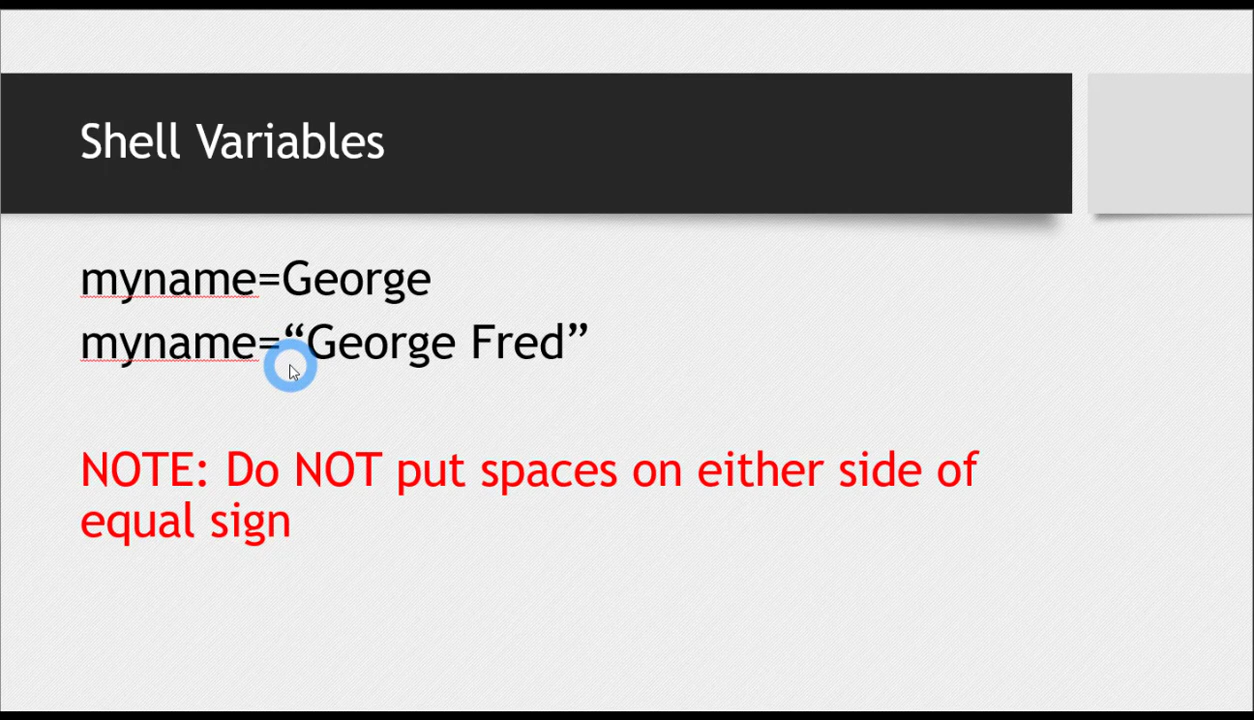 Shell Variables
myname=George
myname=“George Fred”
NOTE: Do NOT put spaces on either side of
equal sign